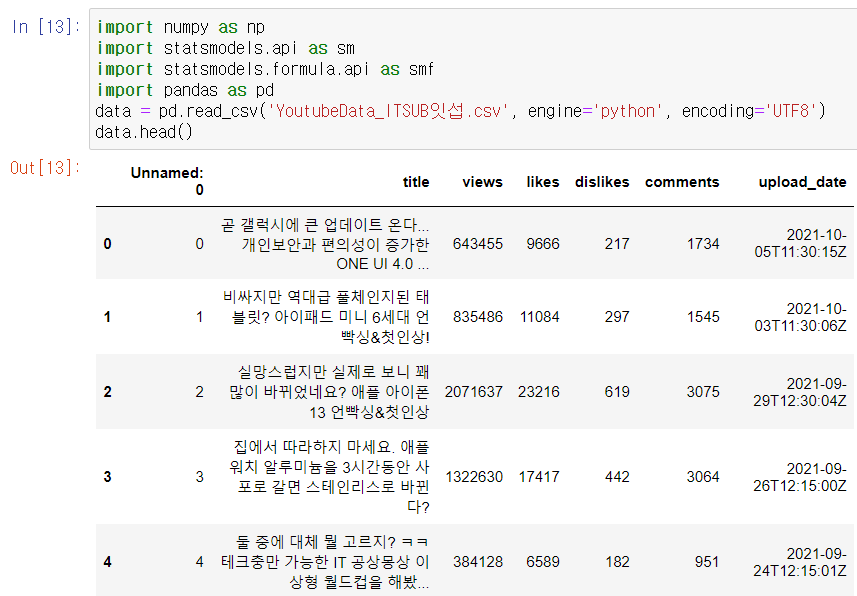 In [13]:
import numpy as np
import statsmodels.api as sm
import statsmodels.formula.api as smf
import pandas as pd
data = pd.read_csv('YoutubeData_ITSUB잇섭.csv', engine='python', encoding='UTF8')
data.head()
Out[13]:
Unnamed:
0 title views likes dislikes comments upload_date
곧 갤럭시에 큰 업데이트 온다...
0 0 개인보안과 편의성이 증가한 643455 9666 217 1734 2021-10-
ONE UI 4.0 ... 05T11:30:15Z
비싸지만 역대급 풀체인지된 태
1 1 블릿? 아이패드 미니 6세대 언 835486 11084 297 1545 2021-10-
빡싱&첫인상! 03T11:30:06Z
실망스럽지만 실제로 보니 꽤
2 2 많이 바뀌었네요? 애플 아이폰 2071637 23216 619 3075 2021-09-
13 언빡싱&첫인상 29T12:30:04Z
집에서 따라하지 마세요. 애플
워치 알루미늄을 3시간동안 사 2021-09-
3 3 포로 갈면 스테인리스로 바뀐 1322630 17417 442 3064 26T12:15:00Z
다?
둘 중에 대체 뭘 고르지? ㅋㅋ
4 4 테크충만 가능한 IT 공상몽상 이 384128 6589 182 951 2021-09-
상형 월드컵을 해봤... 24T12:15:01Z